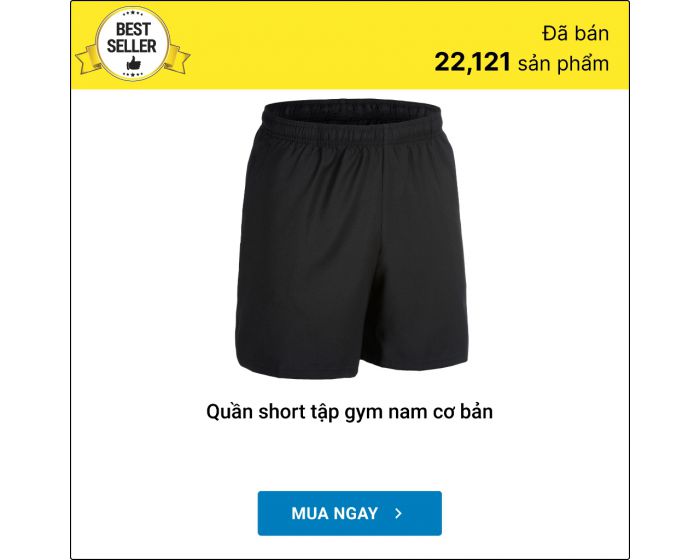 BEST
SELLER
Đã bán
22,121 sản phẩm
Quần short tập gym nam cơ bản
MUA NGAY